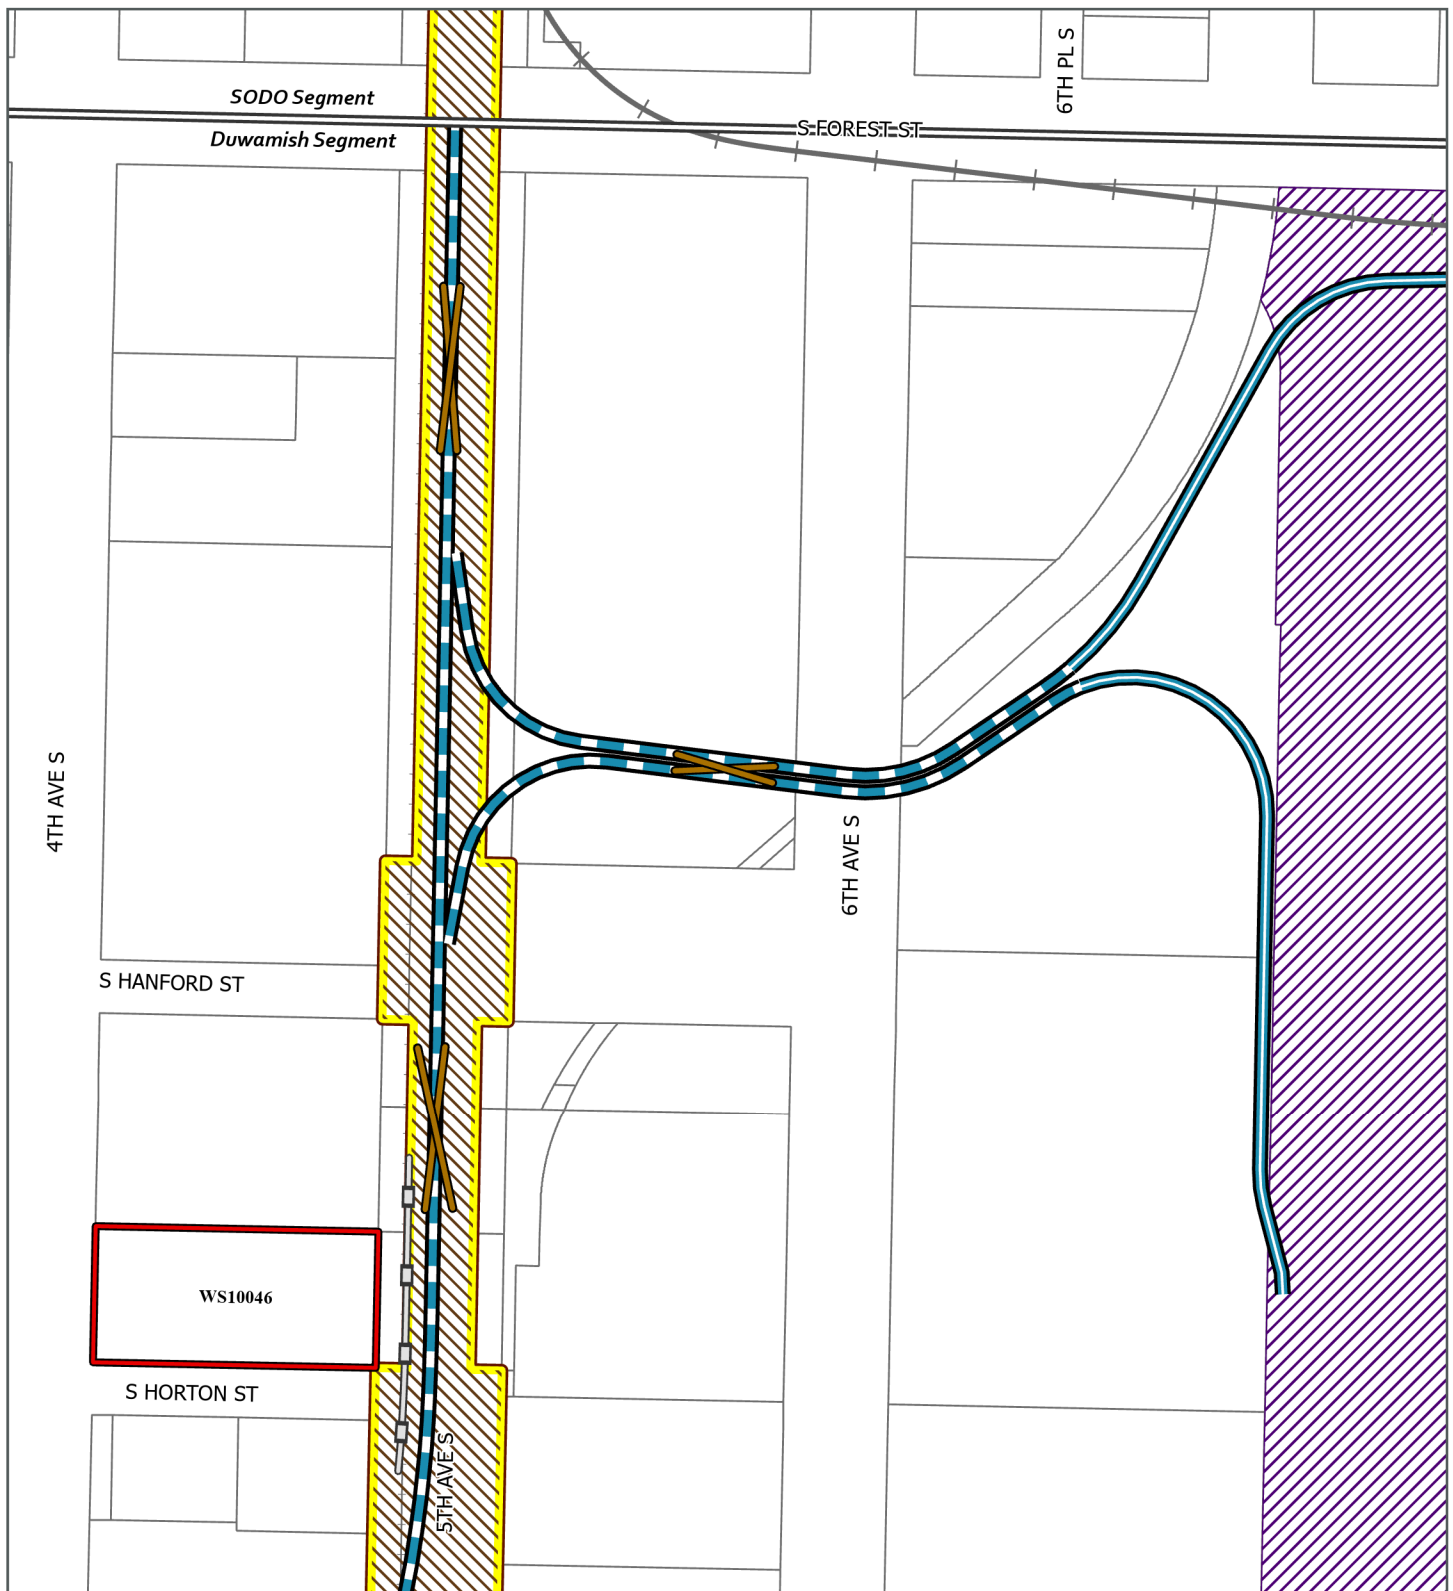 6TH PL S
SODO Segment
S FOREST ST
Duwamish Segment
4TH AVE S
6TH AVE S
S HANFORD ST
WS10046
S HORTON ST
5TH AVE S